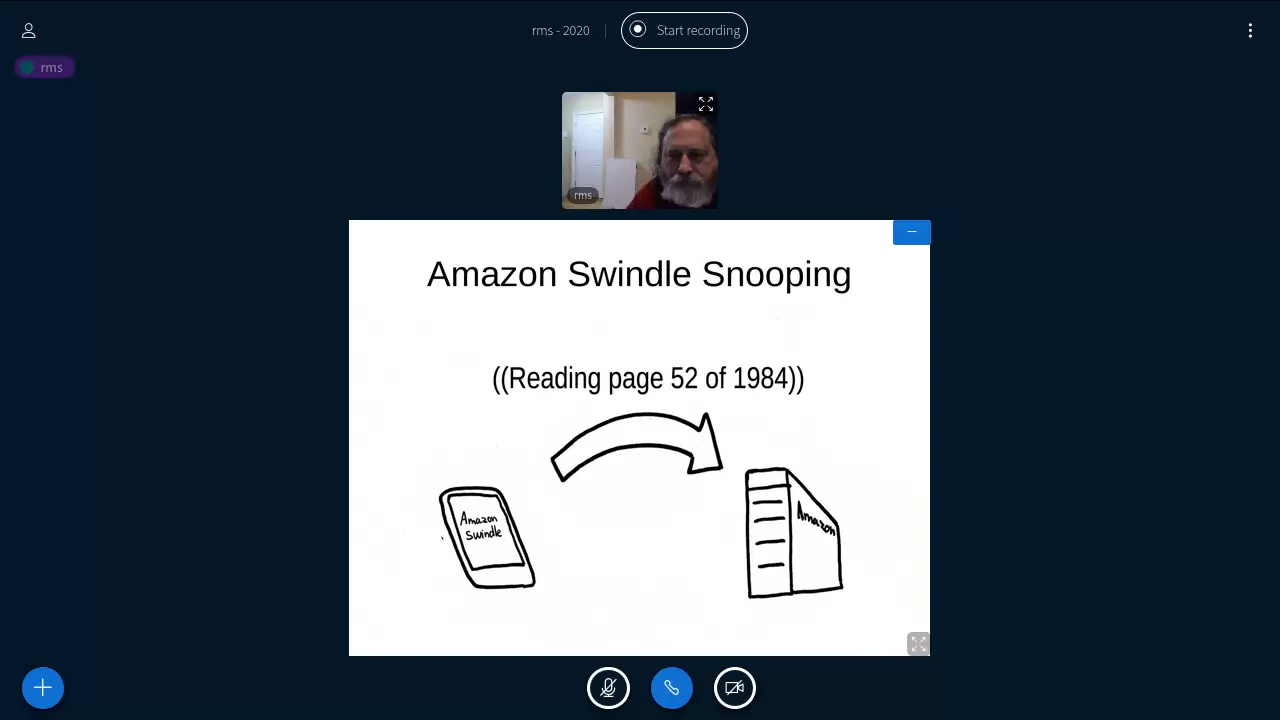 rms - 2020
Start recording
rms
rms
Amazon Swindle Snooping
((Reading page 52 of 1984))
Amazon
Swindle
Amazon